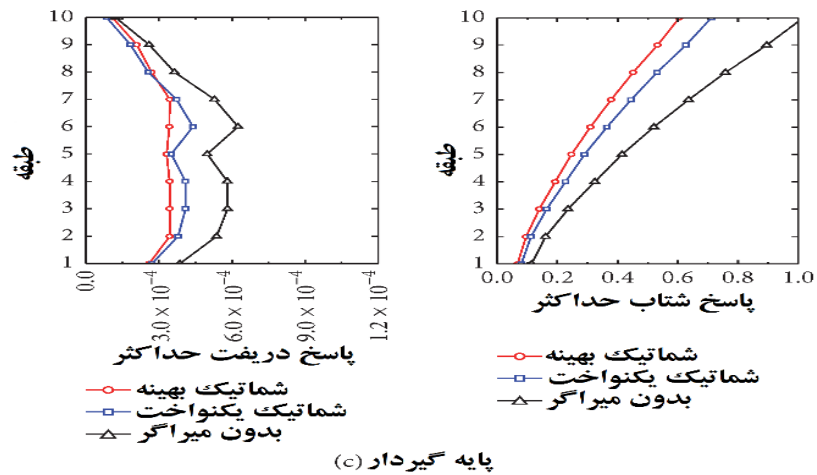 10
9
8
7
6
5
4
3
2
1
طبقه
0.0
3.0 × 10⁻⁴
6.0 × 10⁻⁴
9.0 × 10⁻⁴
1.2 × 10⁻⁴
پاسخ دریفت حداکثر
شماتیک بهینه
شماتیک یکنواخت
بدون میراگر
10
9
8
7
6
5
4
3
2
1
طبقه
0.0 0.2 0.4 0.6 0.8 1.0
پاسخ شتاب حداکثر
شماتیک بهینه
شماتیک یکنواخت
بدون میراگر
(c) پایه گیردار